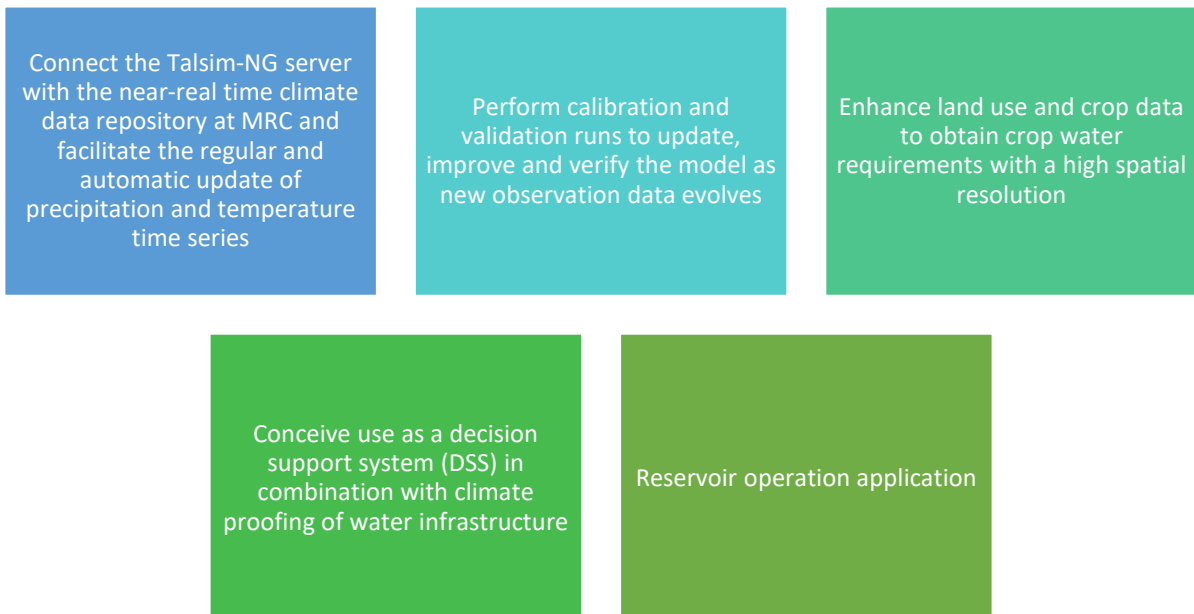 Connect the Talsim-NG server
with the near-real time climate
data repository at MRC and
facilitate the regular and
automatic update of
precipitation and temperature
time series
Perform calibration and
validation runs to update,
improve and verify the model as
new observation data evolves
Enhance land use and crop data
to obtain crop water
requirements with a high spatial
resolution
Conceive use as a decision
support system (DSS) in
combination with climate
proofing of water infrastructure
Reservoir operation application